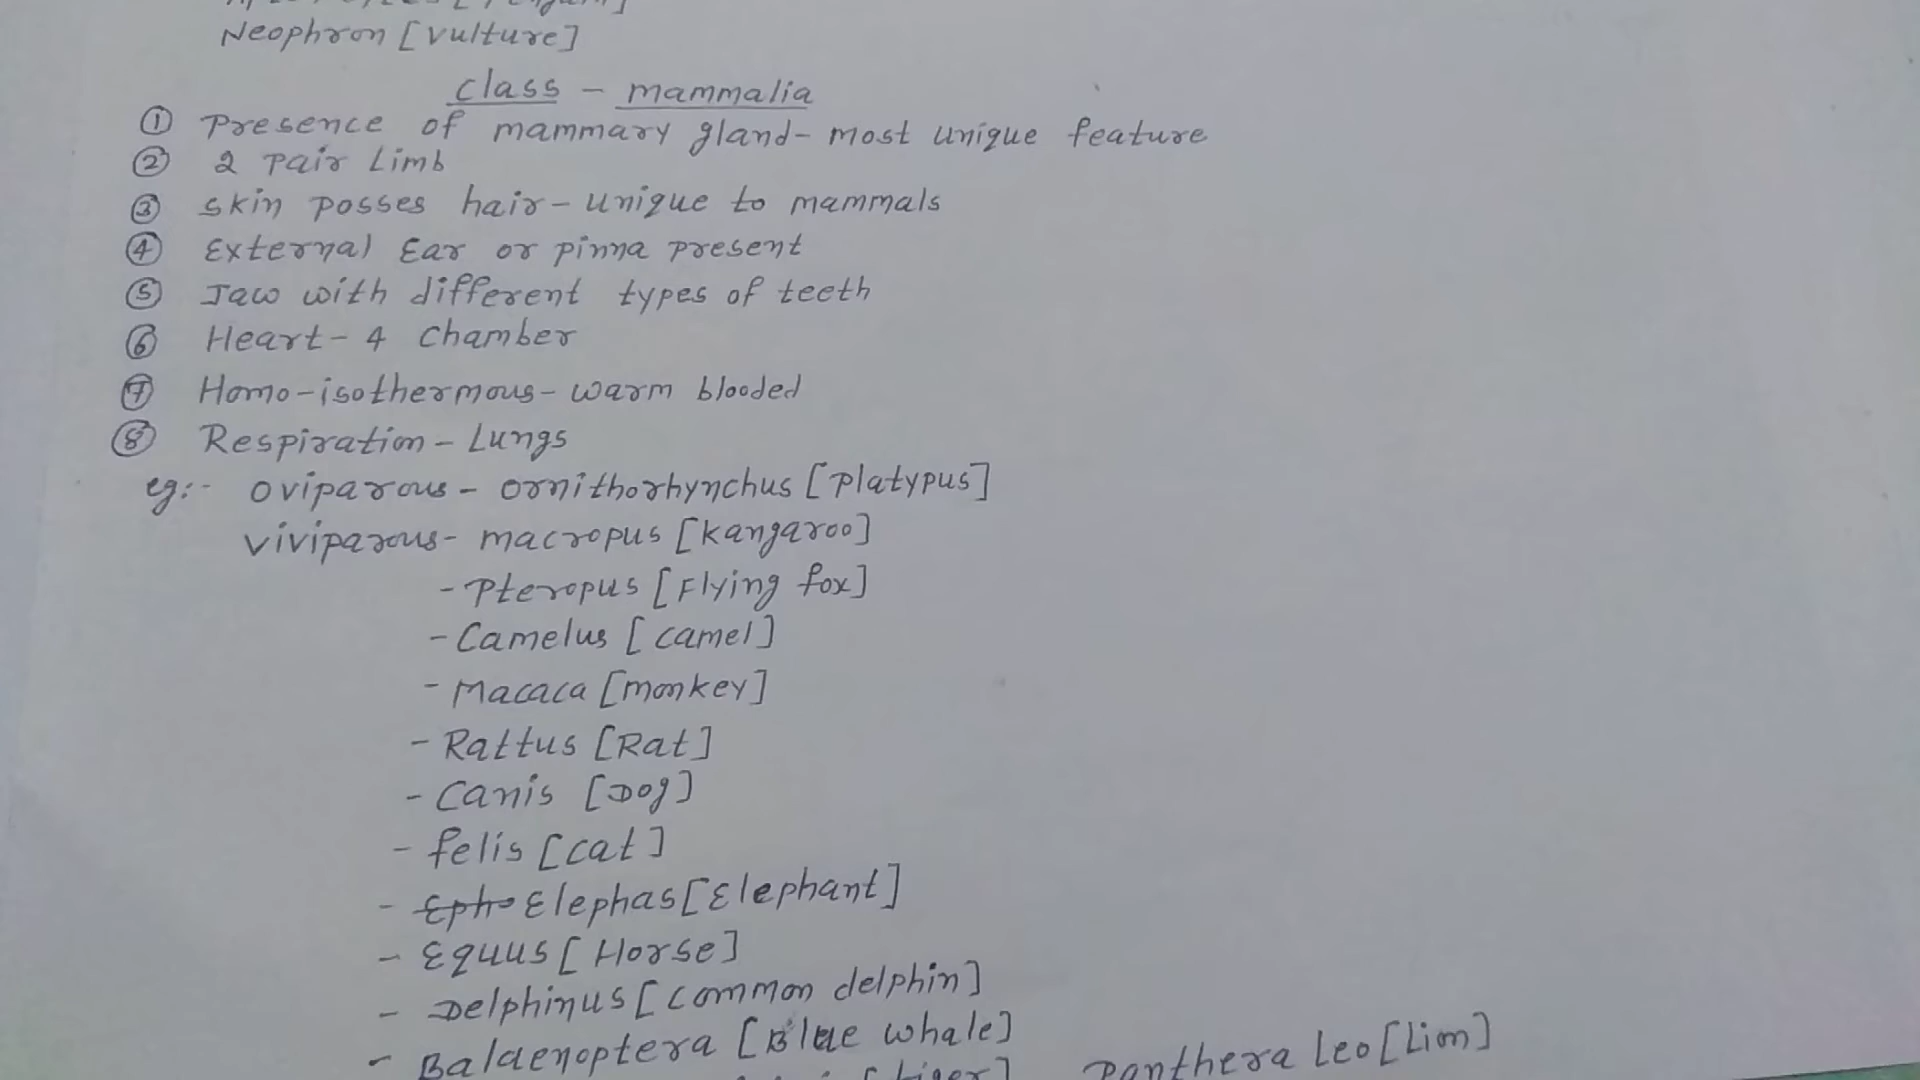 Neophron [vulture]
class - mammalia
① Presence of mammary gland- most unique feature
② 2 pair Limb
③ skin posses hair- unique to mammals
④ External Ear or pinna present
⑤ Jaw with different types of teeth
⑥ Heart- 4 chamber
⑦ Homo-isothermous- warm blooded
⑧ Respiration - Lungs
eg:- oviparous - ornithorhynchus [platypus]
viviparous- macropus [kangaroo]
- Pteropus [Flying fox]
- Camelus [camel]
- Macaca [monkey]
- Rattus [Rat]
- Canis [Dog]
- felis [cat]
- Elephas [Elephant]
- Equus [Horse]
- Delphinus [common delphin]
- Balaenoptera [Blue whale]
[tiger] Panthera Leo [Lion]